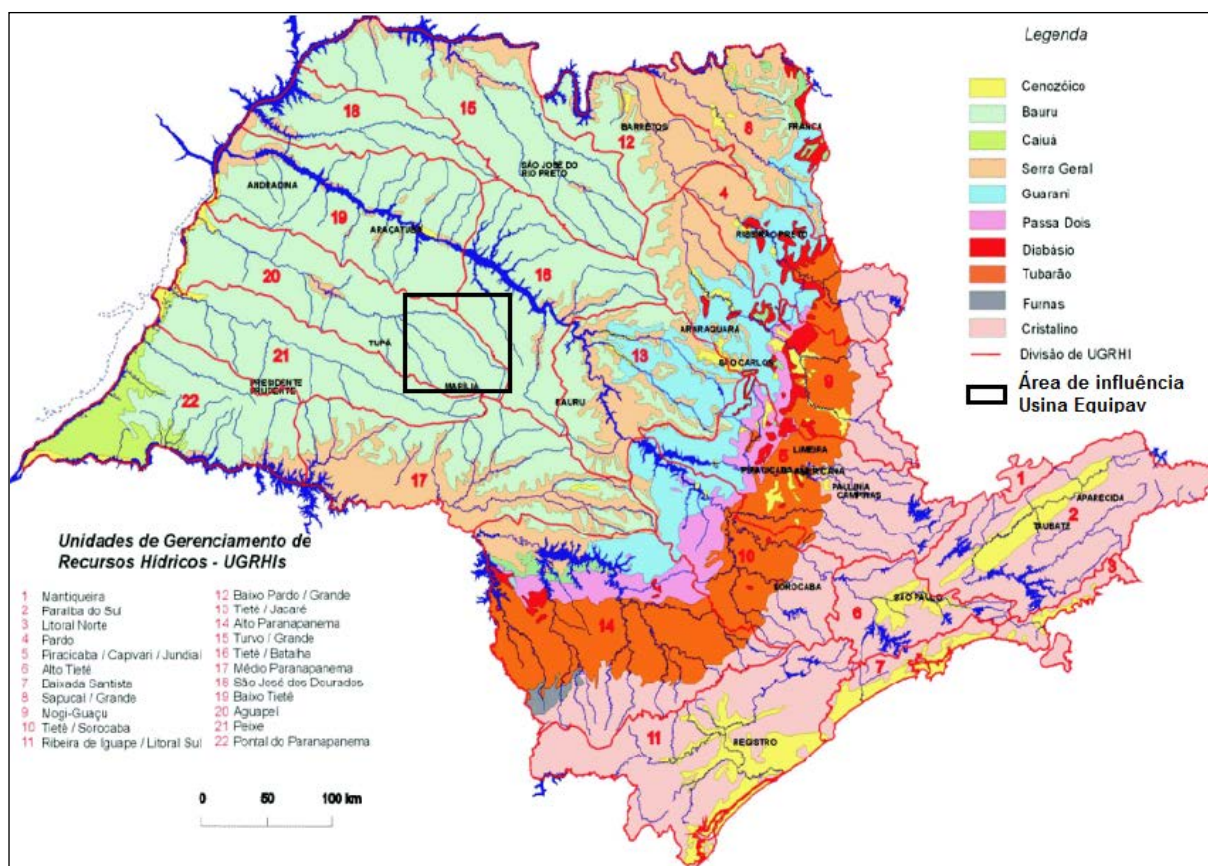 Legenda
Cenozóico
Bauru
Caiuá
Serra Geral
Guarani
Passa Dois
Diabásio
Tubarão
Furnas
Cristalino
Divisão de UGRHI
Área de influência
Usina Equipav
18
15
BARRETOS
12
8
FRANCA
SÃO JOSÉ DO
RIO PRETO
4
ANDRADINA
19
ARAÇATUBA
RIBEIRÃO PRETO
20
16
ARARAQUARA
TUPÃ
13
SÃO CARLOS
9
21
PRESIDENTE
PRUDENTE
MARÍLIA
BAURU
22
LIMEIRA
5
PIRACICABA
AMERICANA
17
PAULINIA
CAMPINAS
1
APARECIDA
2
TAUBATÉ
10
SOROCABA
3
5
6
SÃO PAULO
14
7
11
REGISTRO
Unidades de Gerenciamento de
Recursos Hídricos - UGRHIs
1 Mantiqueira
2 Paraíba do Sul
3 Litoral Norte
4 Pardo
5 Piracicaba / Capivari / Jundiaí
6 Alto Tietê
7 Baixada Santista
8 Sapucaí / Grande
9 Mogi-Guaçu
10 Tietê / Sorocaba
11 Ribeira de Iguape / Litoral Sul
12 Baixo Pardo / Grande
13 Tietê / Jacaré
14 Alto Paranapanema
15 Turvo / Grande
16 Tietê / Batalha
17 Médio Paranapanema
18 São José dos Dourados
19 Baixo Tietê
20 Aguapeí
21 Peixe
22 Pontal do Paranapanema
0 50 100 km